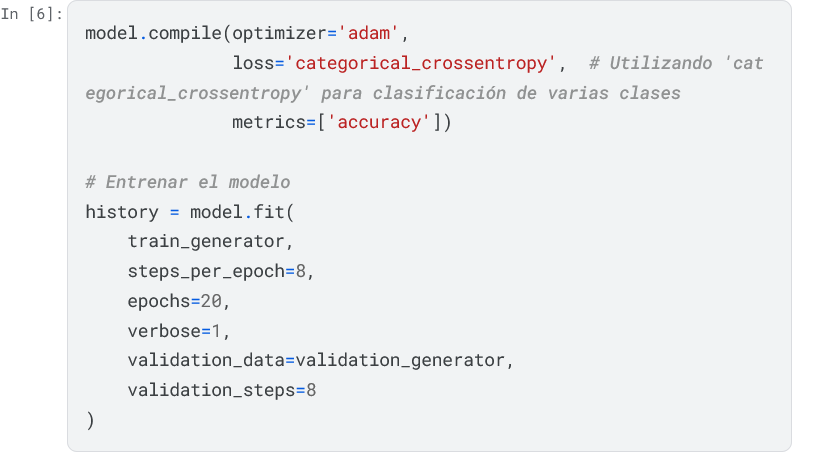 In [6]:
model.compile(optimizer='adam',
              loss='categorical_crossentropy',  # Utilizando 'cat
egorical_crossentropy' para clasificación de varias clases
              metrics=['accuracy'])
# Entrenar el modelo
history = model.fit(
    train_generator,
    steps_per_epoch=8,
    epochs=20,
    verbose=1,
    validation_data=validation_generator,
    validation_steps=8
)